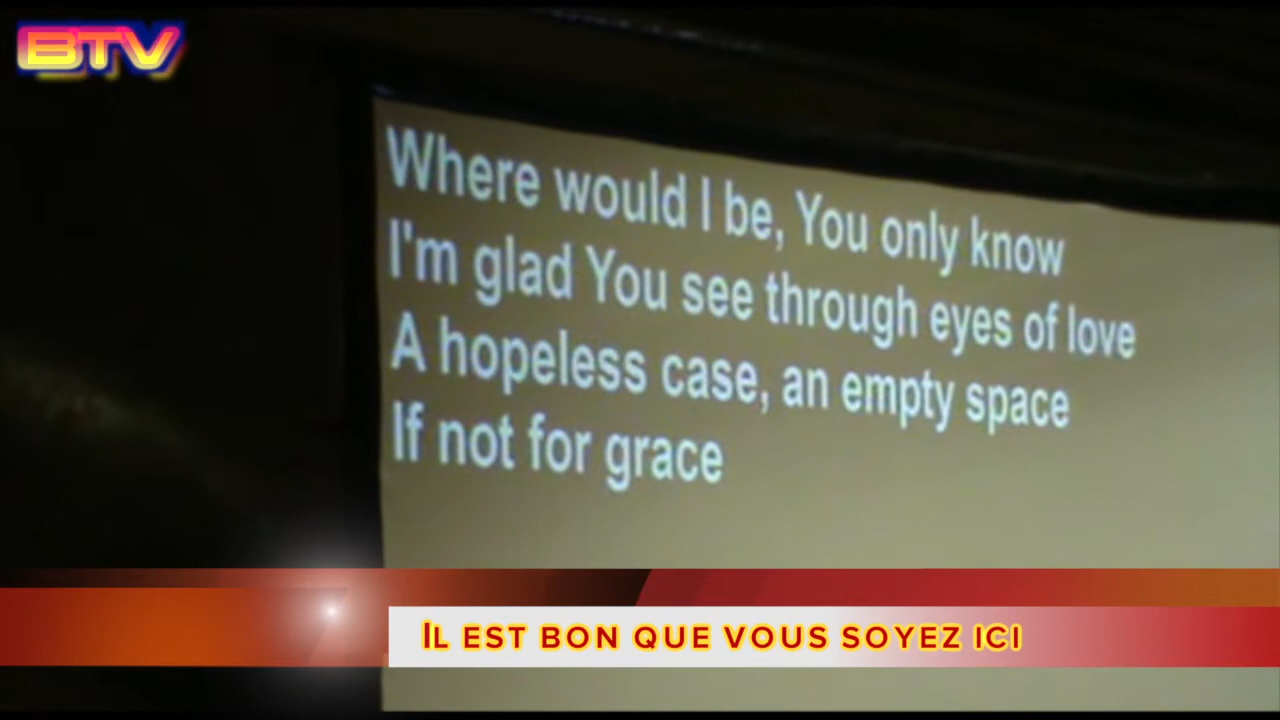 BTV
Where would I be, You only know
I'm glad You see through eyes of love
A hopeless case, an empty space
If not for grace
IL EST BON QUE VOUS SOYEZ ICI